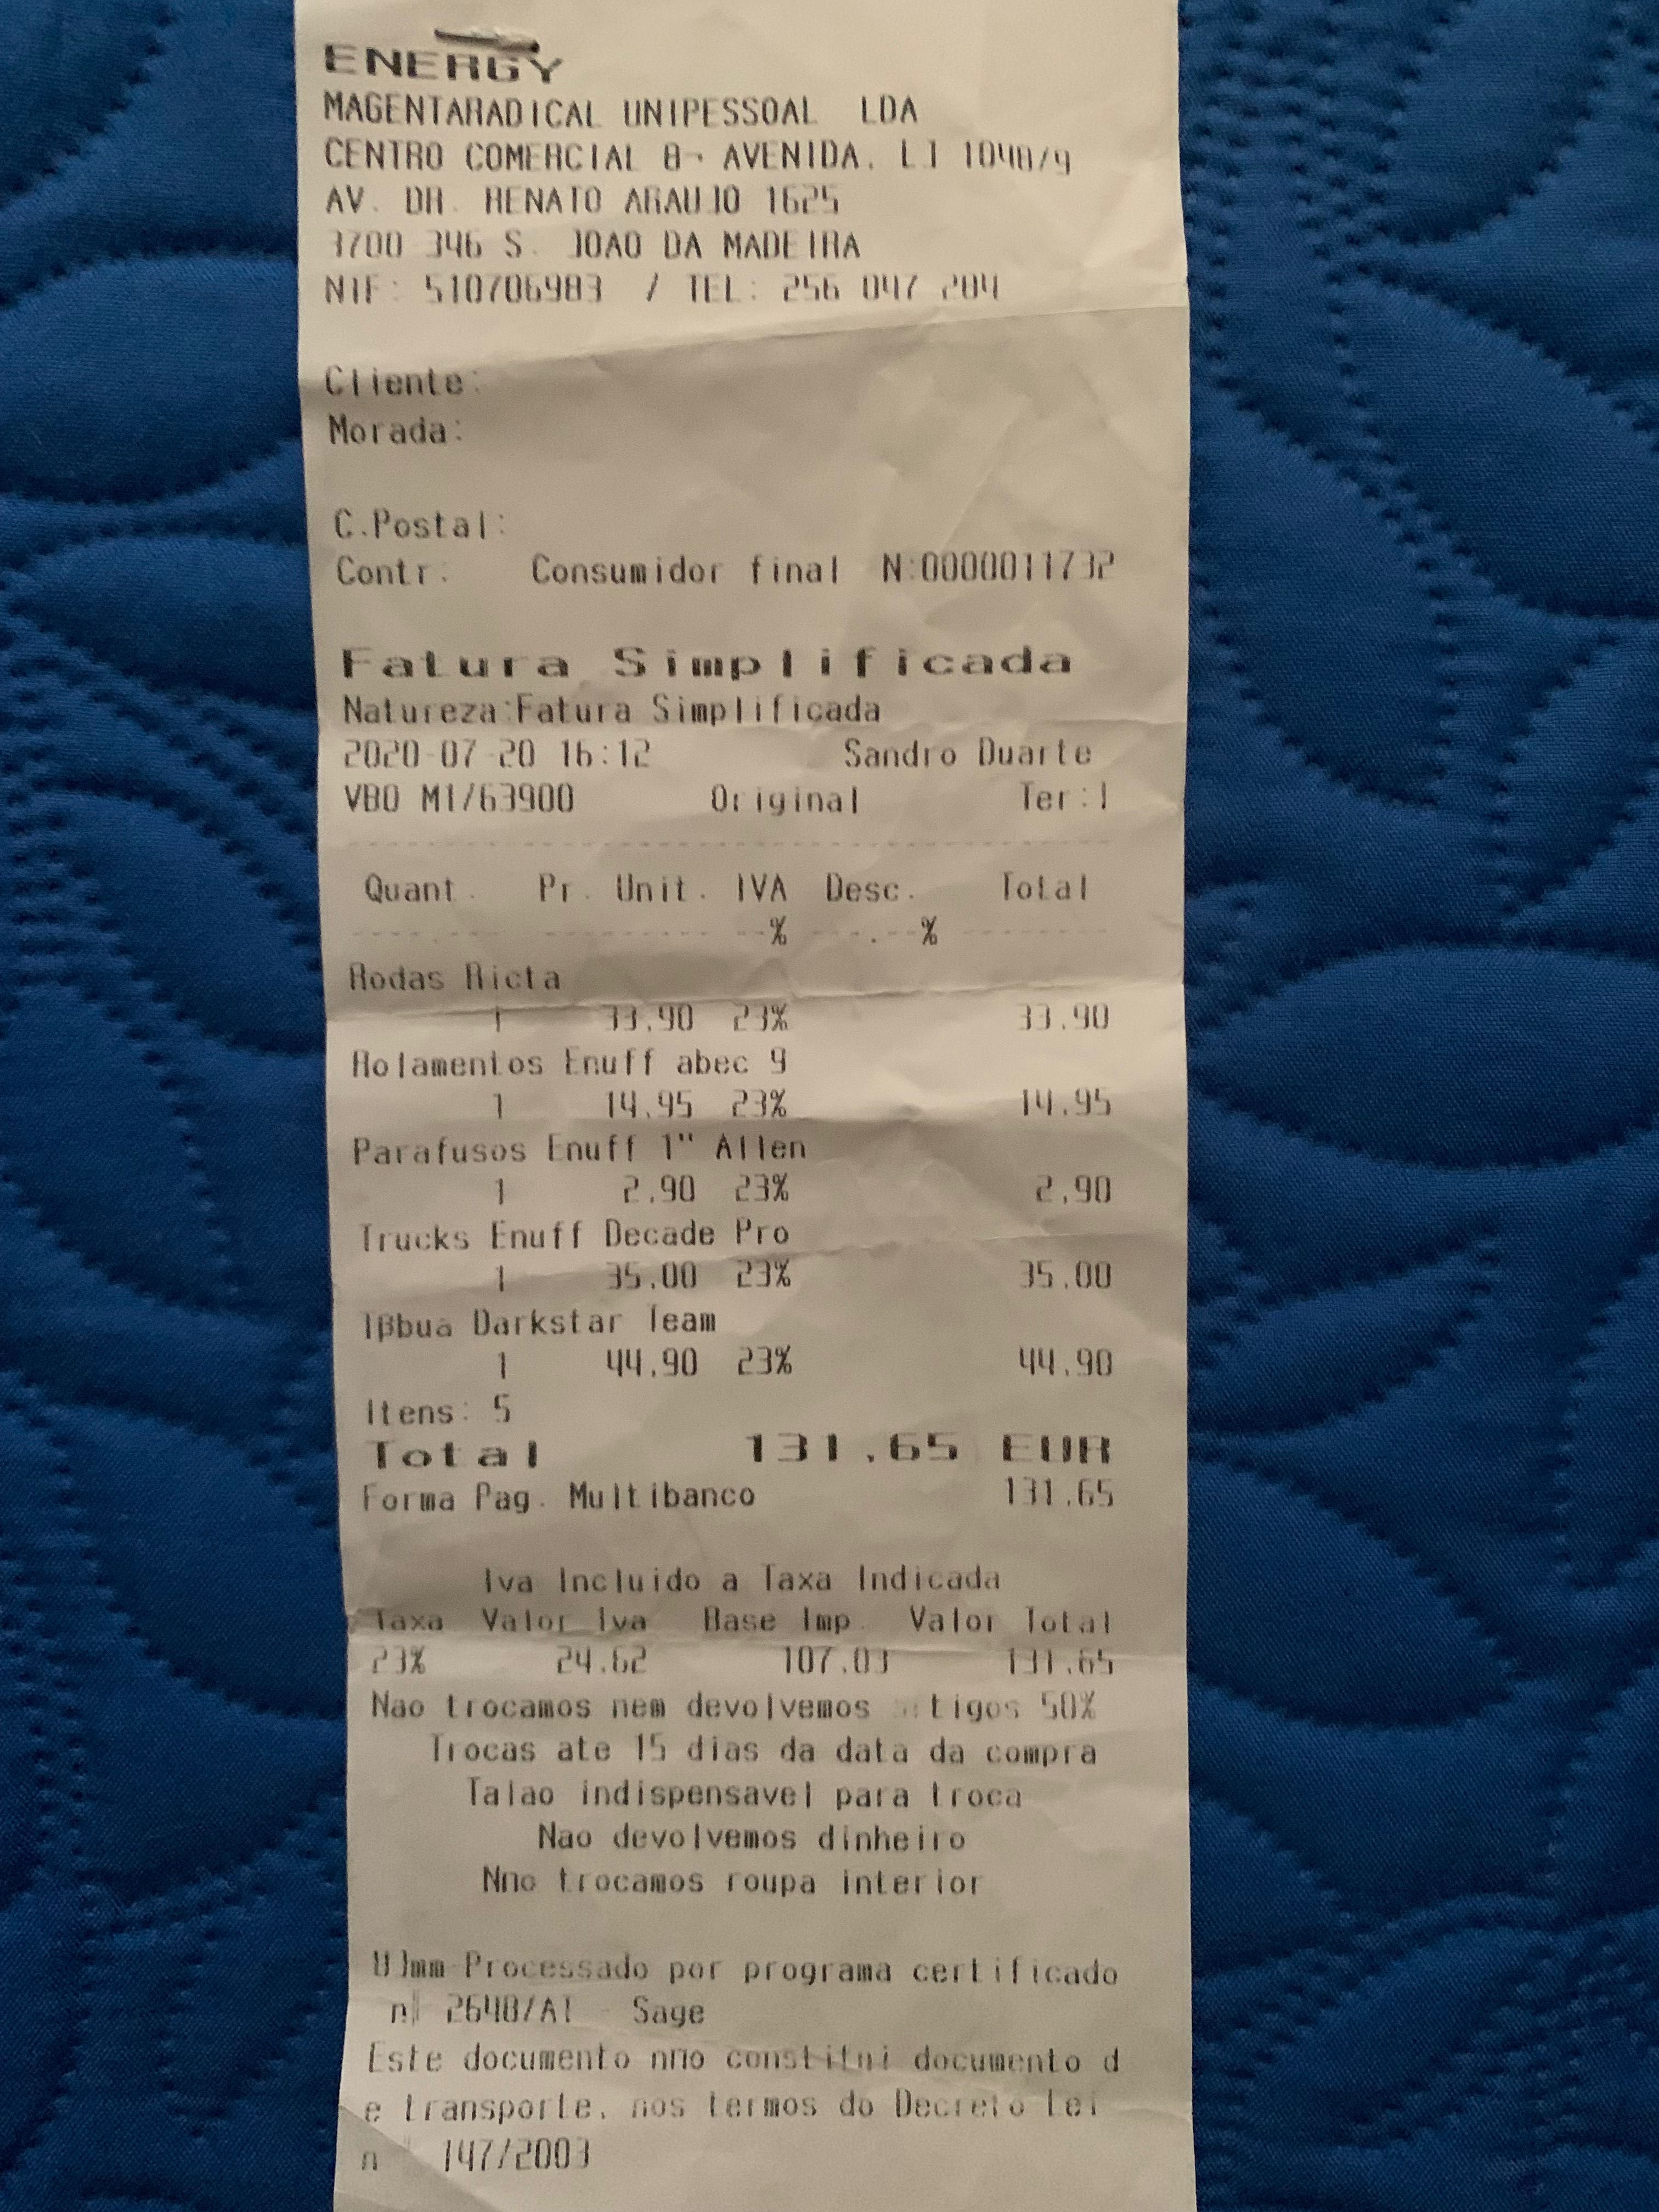 ENERGY
MAGENTARADICAL UNIPESSOAL LDA
CENTRO COMERCIAL 8ª AVENIDA, LJ 1048/9
AV. DR. RENATO ARAUJO 1625
3700 346 S. JOAO DA MADEIRA
NIF: 510706983 / TEL: 256 047 204
Cliente:
Morada:
C.Postal:
Contr: Consumidor final N:0000011732
Fatura Simplificada
Natureza:Fatura Simplificada
2020-07-20 16:12 Sandro Duarte
VBO M1/63900 Original Ter:1
Quant. Pr. Unit. IVA Desc. Total
% . %
Rodas Ricta
1 33.90 23% 33.90
Rolamentos Enuff abec 9
1 14.95 23% 14.95
Parafusos Enuff 1" Allen
1 2.90 23% 2.90
Trucks Enuff Decade Pro
1 35.00 23% 35.00
Tβbua Darkstar Team
1 44.90 23% 44.90
Itens: 5
Total 131.65 EUR
Forma Pag. Multibanco 131.65
Iva Incluido a Taxa Indicada
Taxa Valor Iva Base Imp. Valor Total
23% 24.62 107.03 131.65
Nao trocamos nem devolvemos artigos 50%
Trocas ate 15 dias da data da compra
Talao indispensavel para troca
Nao devolvemos dinheiro
Nπo trocamos roupa interior
Processado por programa certificado
2648/AT - Sage
Este documento nπo constitui documento d
e transporte, nos termos do Decreto Lei
n 147/2003